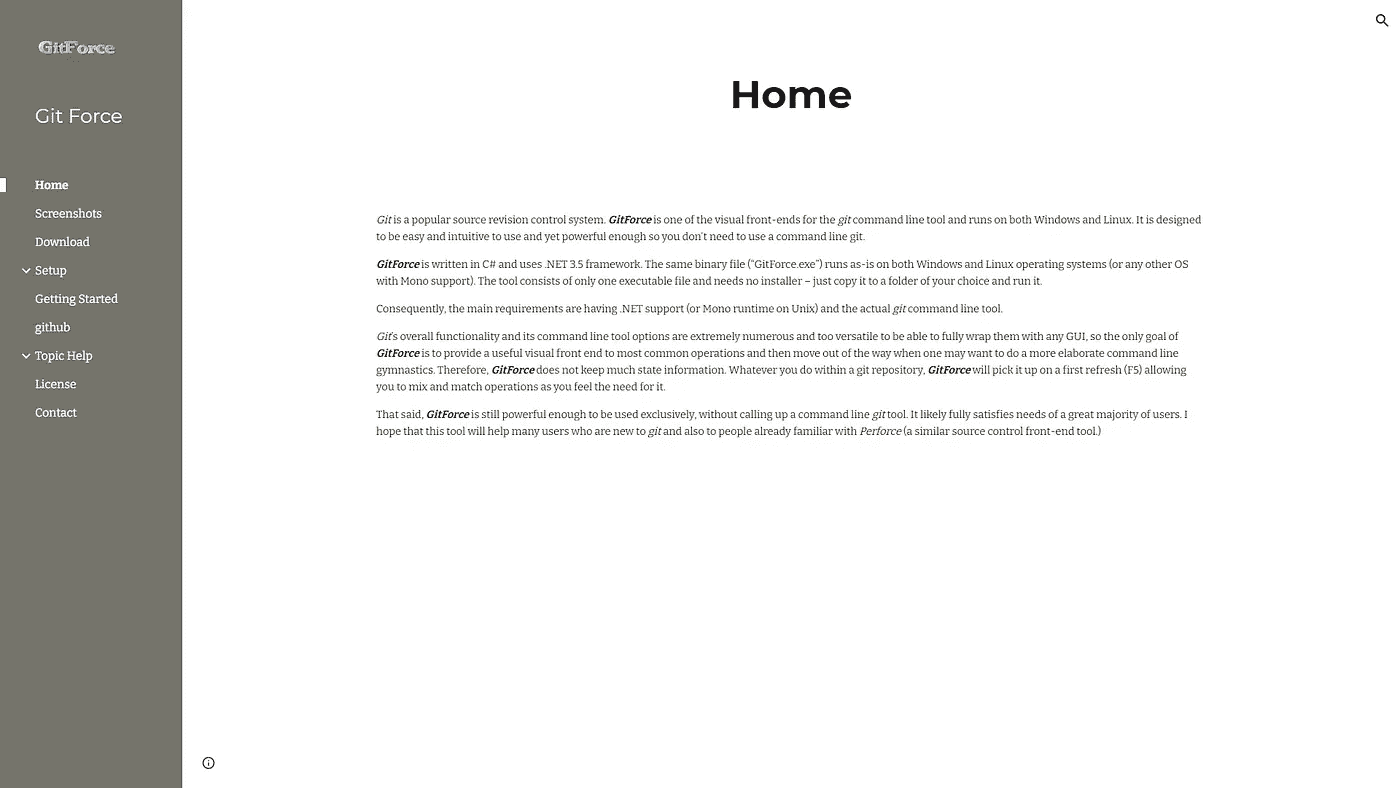 GitForce
Git Force
Home
Screenshots
Download
Setup
Getting Started
github
Topic Help
License
Contact
Home
Git is a popular source revision control system. GitForce is one of the visual front-ends for the git command line tool and runs on both Windows and Linux. It is designed
to be easy and intuitive to use and yet powerful enough so you don't need to use a command line git.
GitForce is written in C# and uses .NET 3.5 framework. The same binary file ("GitForce.exe") runs as-is on both Windows and Linux operating systems (or any other OS
with Mono support). The tool consists of only one executable file and needs no installer – just copy it to a folder of your choice and run it.
Consequently, the main requirements are having .NET support (or Mono runtime on Unix) and the actual git command line tool.
Git's overall functionality and its command line tool options are extremely numerous and too versatile to be able to fully wrap them with any GUI, so the only goal of
GitForce is to provide a useful visual front end to most common operations and then move out of the way when one may want to do a more elaborate command line
gymnastics. Therefore, GitForce does not keep much state information. Whatever you do within a git repository, GitForce will pick it up on a first refresh (F5) allowing
you to mix and match operations as you feel the need for it.
That said, GitForce is still powerful enough to be used exclusively, without calling up a command line git tool. It likely fully satisfies needs of a great majority of users. I
hope that this tool will help many users who are new to git and also to people already familiar with Perforce (a similar source control front-end tool.)